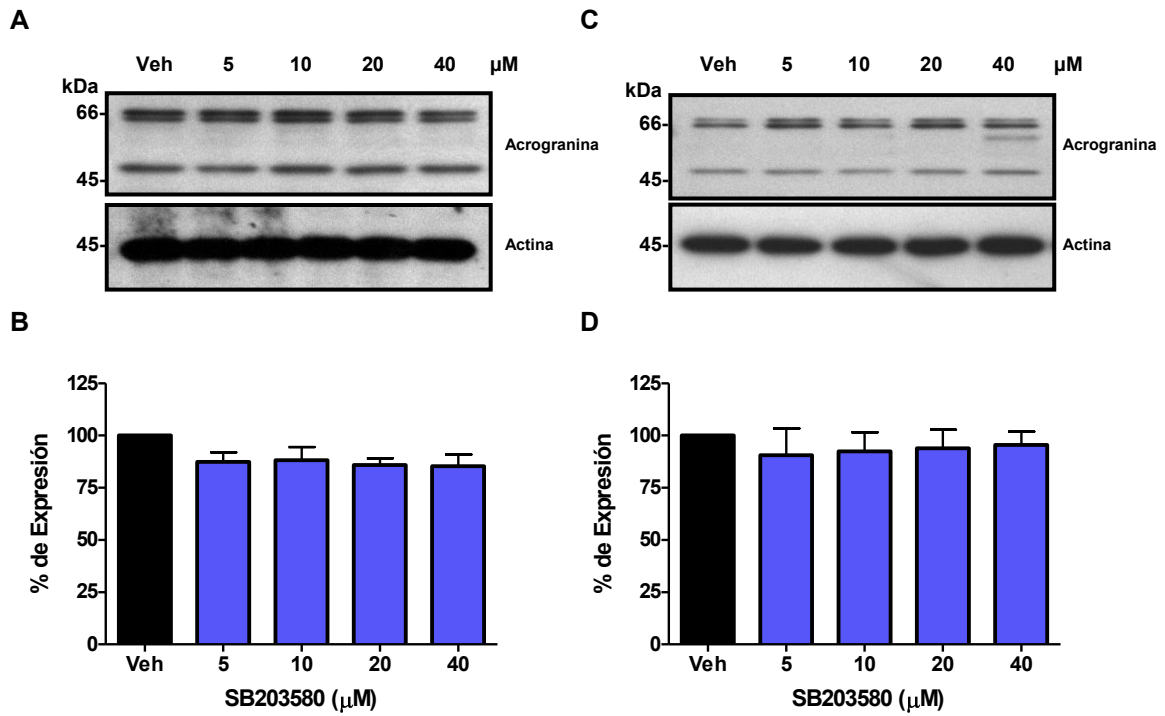 A
Veh 5 10 20 40 µM
kDa
66-
Acrogranina
45-
45-
Actina
C
Veh 5 10 20 40 µM
kDa
66-
Acrogranina
45-
45-
Actina
B
% de Expresión
125
100
75
50
25
0
Veh 5 10 20 40
SB203580 (µM)
D
% de Expresión
125
100
75
50
25
0
Veh 5 10 20 40
SB203580 (µM)